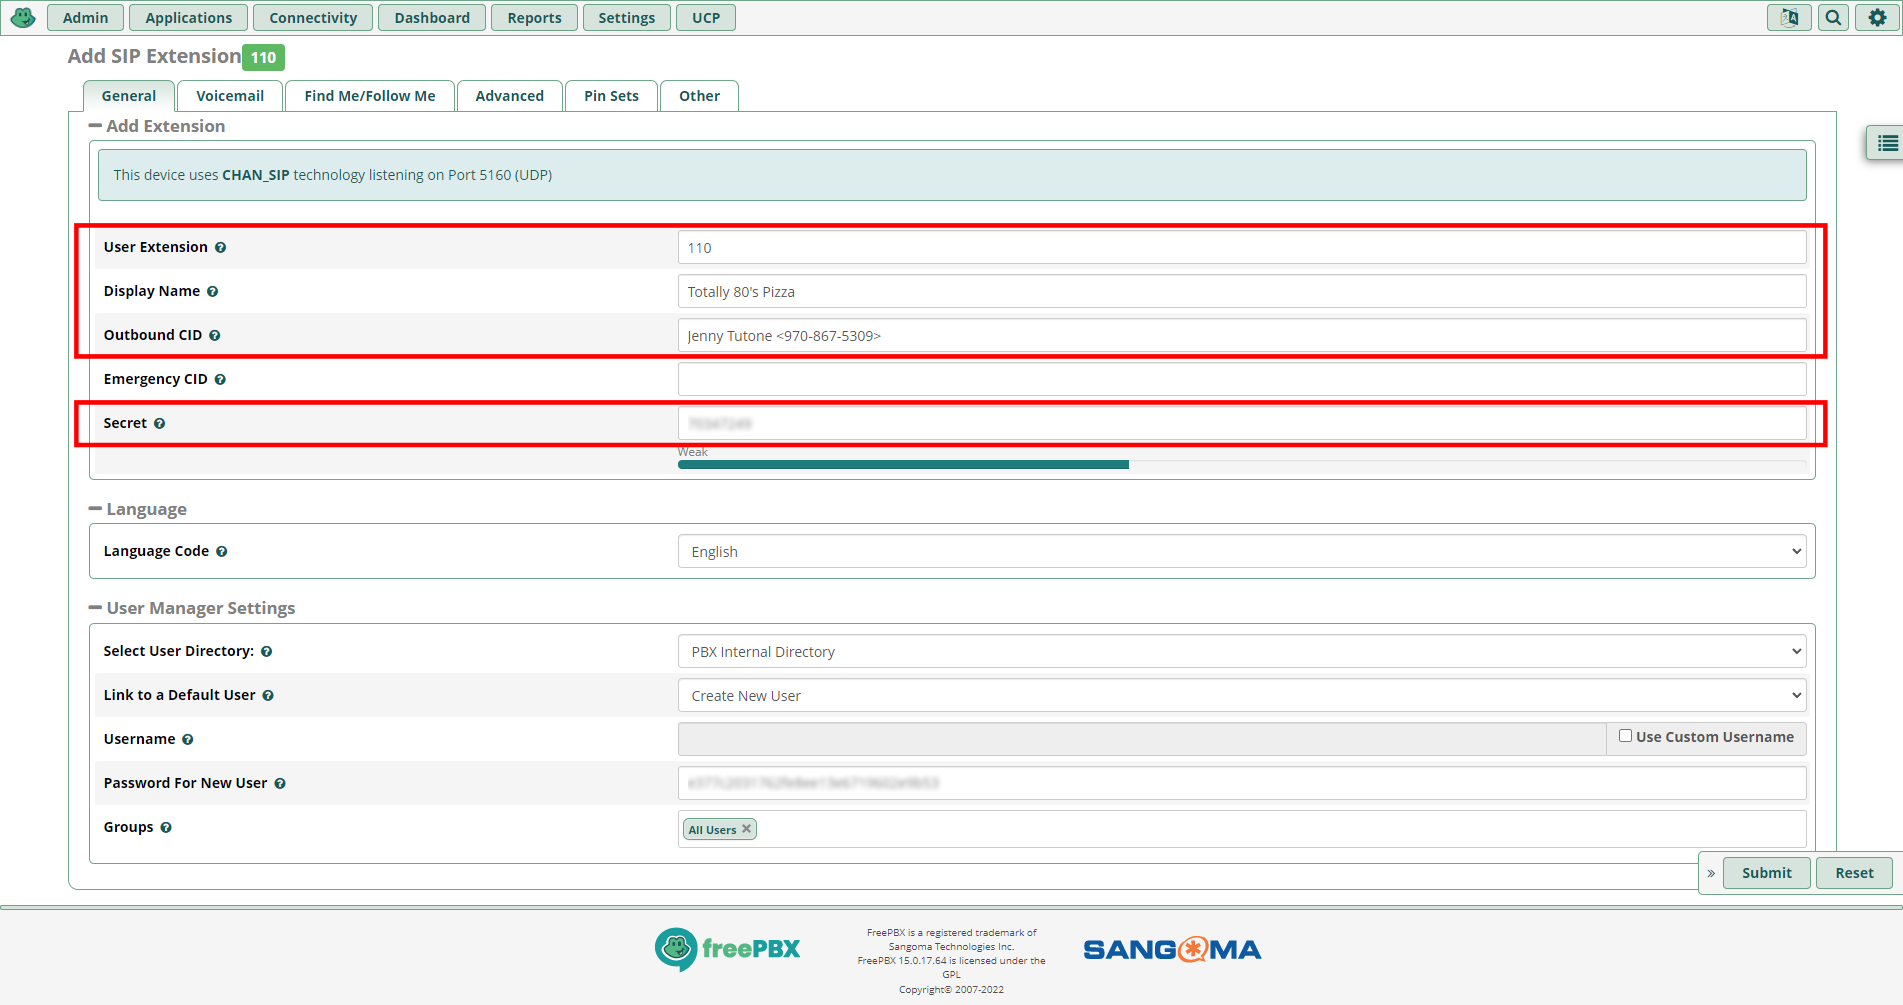 Admin Applications Connectivity Dashboard Reports Settings UCP
Add SIP Extension 110
General Voicemail Find Me/Follow Me Advanced Pin Sets Other
Add Extension
This device uses CHAN_SIP technology listening on Port 5160 (UDP)
User Extension 110
Display Name Totally 80's Pizza
Outbound CID Jenny Tutone <970-867-5309>
Emergency CID
Secret
Weak
Language
Language Code English
User Manager Settings
Select User Directory: PBX Internal Directory
Link to a Default User Create New User
Username Use Custom Username
Password For New User
Groups All Users
» Submit Reset
freePBX
FreePBX is a registered trademark of
Sangoma Technologies Inc.
FreePBX 15.0.17.64 is licensed under the
GPL
Copyright© 2007-2022
SANGOMA